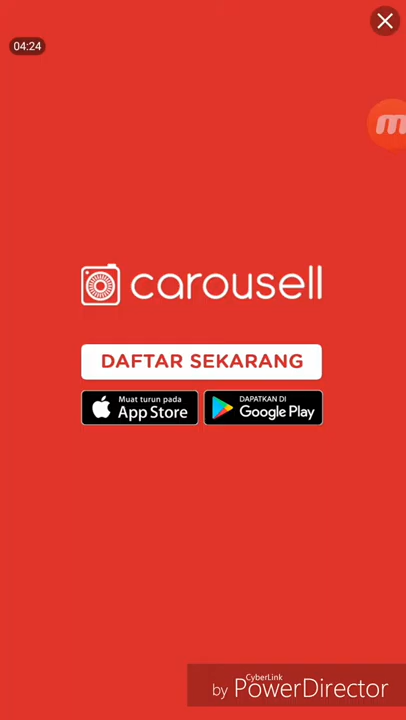 04:24
carousell
DAFTAR SEKARANG
Muat turun pada
App Store
DAPATKAN DI
Google Play
CyberLink
by PowerDirector